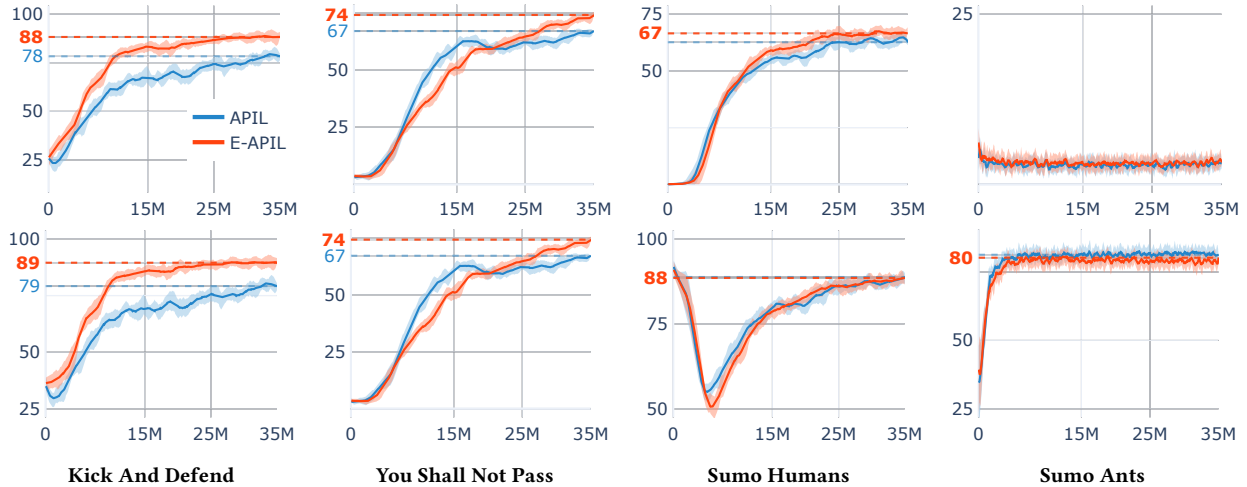 100
88
78
50
25
APIL
E-APIL
0
15M
25M
35M
74
67
50
25
0
15M
25M
35M
75
67
50
0
15M
25M
35M
25
0
15M
25M
35M
100
89
79
50
25
0
15M
25M
35M
74
67
50
25
0
15M
25M
35M
100
88
75
50
0
15M
25M
35M
80
50
25
0
15M
25M
35M
Kick And Defend
You Shall Not Pass
Sumo Humans
Sumo Ants